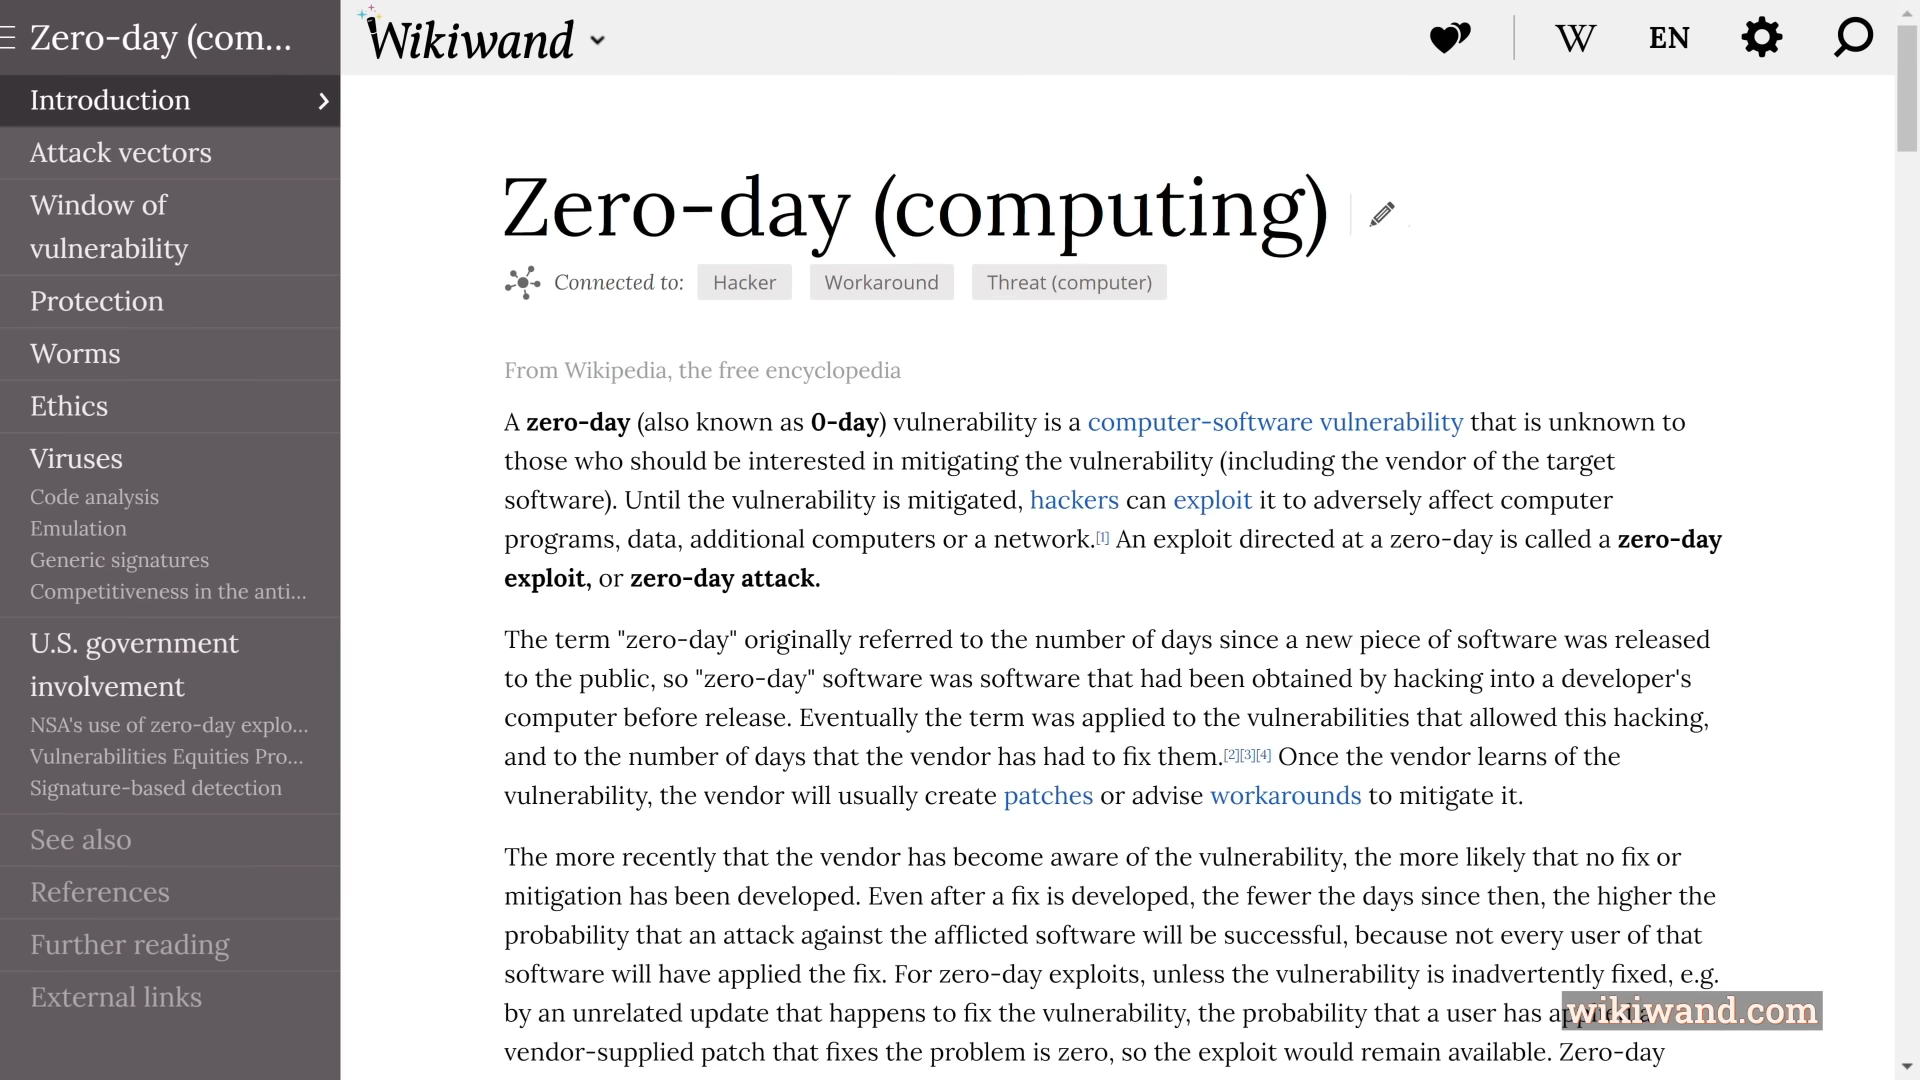 Zero-day (com...
Introduction
Attack vectors
Window of
vulnerability
Protection
Worms
Ethics
Viruses
Code analysis
Emulation
Generic signatures
Competitiveness in the anti...
U.S. government
involvement
NSA's use of zero-day explo...
Vulnerabilities Equities Pro...
Signature-based detection
See also
References
Further reading
External links
Wikiwand
W
EN
Zero-day (computing)
Connected to: Hacker Workaround Threat (computer)
From Wikipedia, the free encyclopedia
A zero-day (also known as 0-day) vulnerability is a computer-software vulnerability that is unknown to
those who should be interested in mitigating the vulnerability (including the vendor of the target
software). Until the vulnerability is mitigated, hackers can exploit it to adversely affect computer
programs, data, additional computers or a network.[1] An exploit directed at a zero-day is called a zero-day
exploit, or zero-day attack.
The term "zero-day" originally referred to the number of days since a new piece of software was released
to the public, so "zero-day" software was software that had been obtained by hacking into a developer's
computer before release. Eventually the term was applied to the vulnerabilities that allowed this hacking,
and to the number of days that the vendor has had to fix them.[2][3][4] Once the vendor learns of the
vulnerability, the vendor will usually create patches or advise workarounds to mitigate it.
The more recently that the vendor has become aware of the vulnerability, the more likely that no fix or
mitigation has been developed. Even after a fix is developed, the fewer the days since then, the higher the
probability that an attack against the afflicted software will be successful, because not every user of that
software will have applied the fix. For zero-day exploits, unless the vulnerability is inadvertently fixed, e.g.
by an unrelated update that happens to fix the vulnerability, the probability that a user has
vendor-supplied patch that fixes the problem is zero, so the exploit would remain available. Zero-day
wikiwand.com